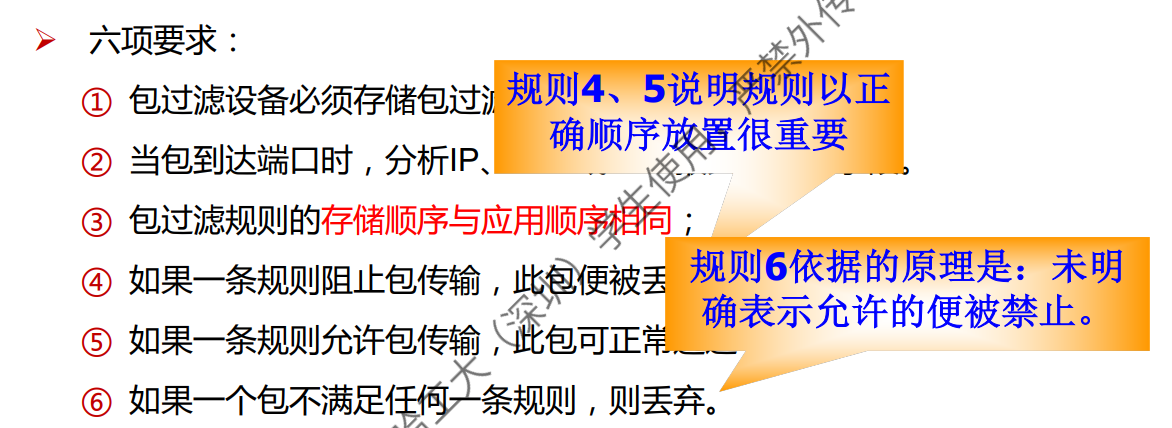 六项要求：
① 包过滤设备必须存储包过滤
规则4、5说明规则以正
确顺序放置很重要
② 当包到达端口时，分析IP、
③ 包过滤规则的存储顺序与应用顺序相同；
规则6依据的原理是：未明
确表示允许的便被禁止。
④ 如果一条规则阻止包传输，此包便被丢
⑤ 如果一条规则允许包传输，此包可正常通过
⑥ 如果一个包不满足任何一条规则，则丢弃。
哈工大（深圳）学生使用，严禁外传